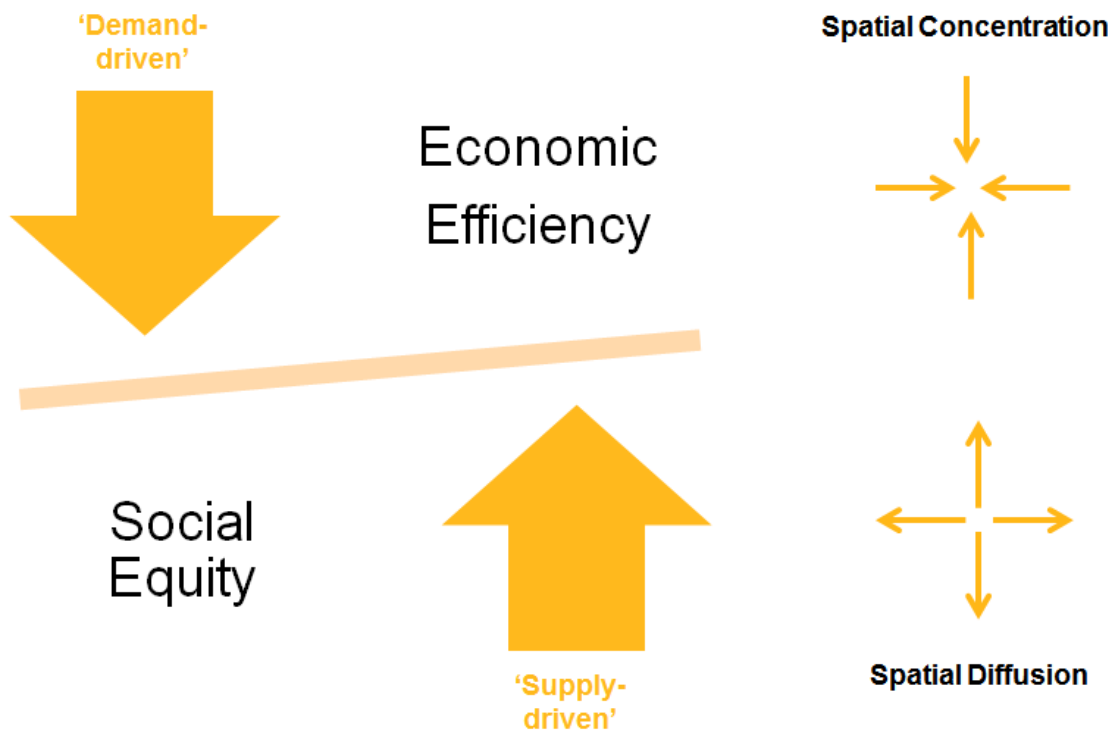 ‘Demand-
driven’
Spatial Concentration
Economic
Efficiency
Social
Equity
‘Supply-
driven’
Spatial Diffusion